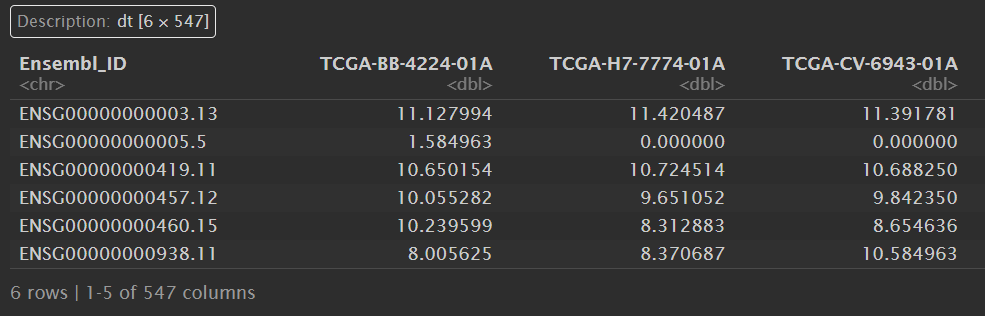 Description: dt [6 × 547]
Ensembl_ID TCGA-BB-4224-01A TCGA-H7-7774-01A TCGA-CV-6943-01A
<chr> <dbl> <dbl> <dbl>
ENSG00000000003.13 11.127994 11.420487 11.391781
ENSG00000000005.5 1.584963 0.000000 0.000000
ENSG00000000419.11 10.650154 10.724514 10.688250
ENSG00000000457.12 10.055282 9.651052 9.842350
ENSG00000000460.15 10.239599 8.312883 8.654636
ENSG00000000938.11 8.005625 8.370687 10.584963
6 rows | 1-5 of 547 columns